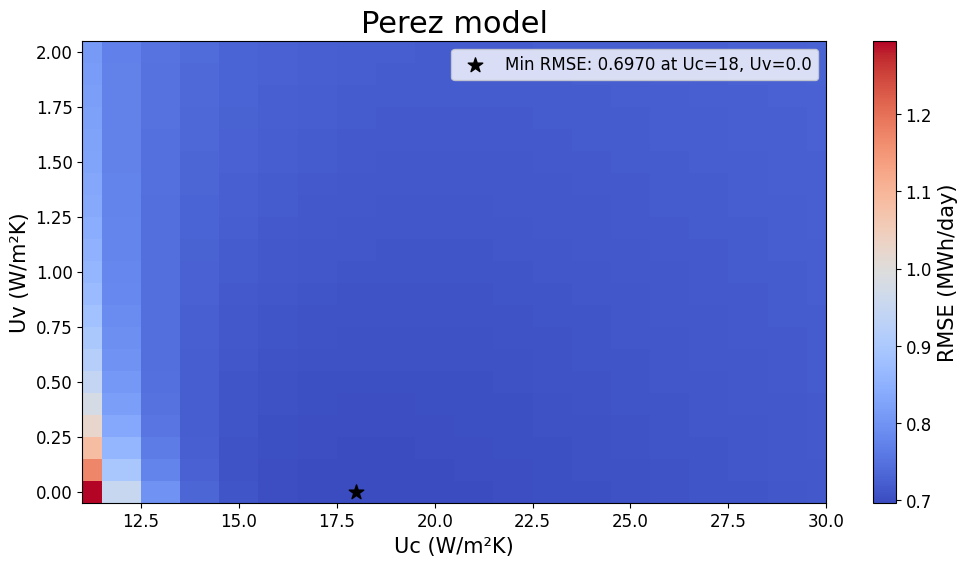 Perez model
Min RMSE: 0.6970 at Uc=18, Uv=0.0
Uv (W/m²K)
2.00
1.75
1.50
1.25
1.00
0.75
0.50
0.25
0.00
12.5 15.0 17.5 20.0 22.5 25.0 27.5 30.0
Uc (W/m²K)
1.2
1.1
1.0
0.9
0.8
0.7
RMSE (MWh/day)